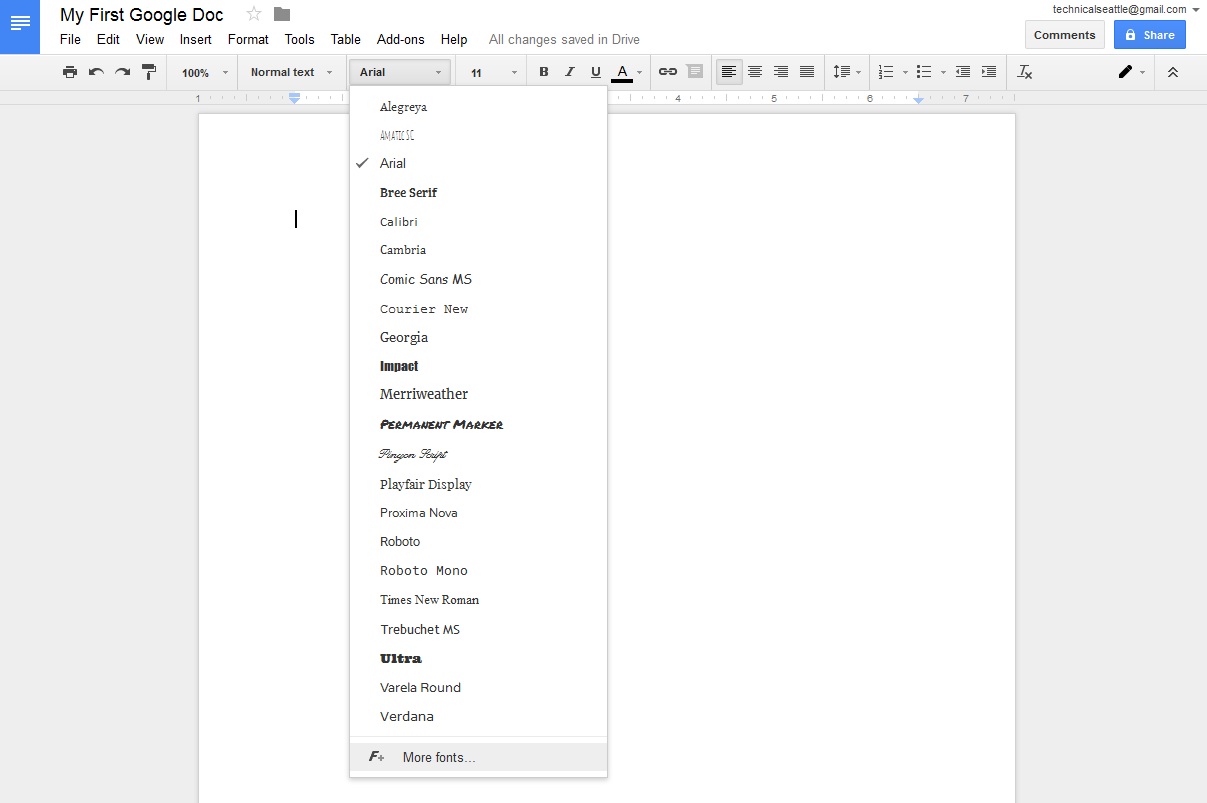 My First Google Doc technicalseattle@gmail.com
File Edit View Insert Format Tools Table Add-ons Help All changes saved in Drive Comments Share
100% Normal text Arial 11 B I U A
1 4 5 6 7
Alegreya
Amatic SC
Arial
Bree Serif
Calibri
Cambria
Comic Sans MS
Courier New
Georgia
Impact
Merriweather
Permanent Marker
Pinyon Script
Playfair Display
Proxima Nova
Roboto
Roboto Mono
Times New Roman
Trebuchet MS
Ultra
Varela Round
Verdana
More fonts...